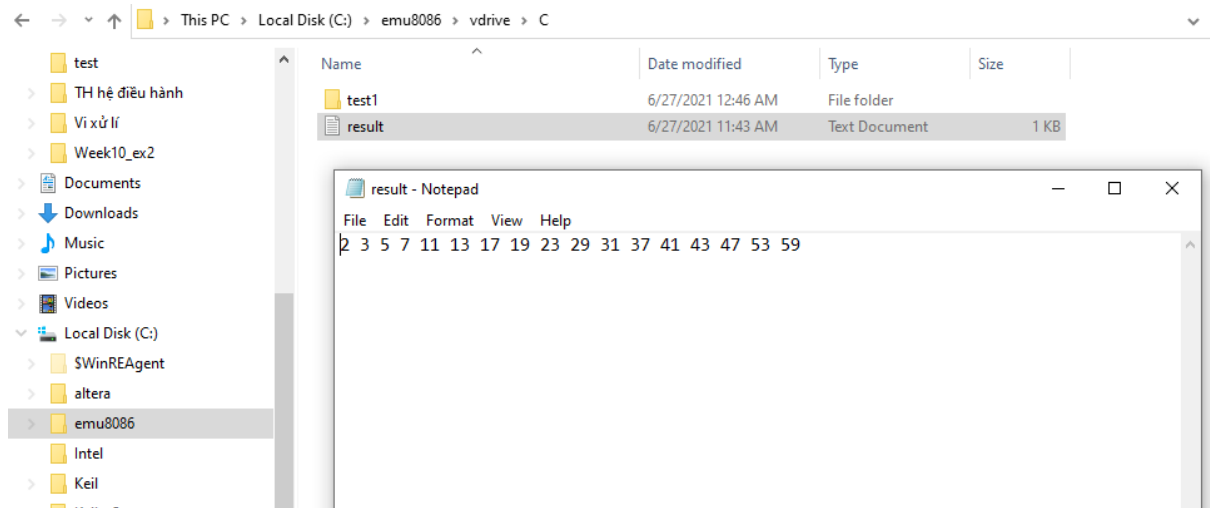 This PC > Local Disk (C:) > emu8086 > vdrive > C
test
TH hệ điều hành
Vi xử lí
Week10_ex2
Documents
Downloads
Music
Pictures
Videos
Local Disk (C:)
$WinREAgent
altera
emu8086
Intel
Keil
Name Date modified Type Size
test1 6/27/2021 12:46 AM File folder
result 6/27/2021 11:43 AM Text Document 1 KB
result - Notepad
File Edit Format View Help
2 3 5 7 11 13 17 19 23 29 31 37 41 43 47 53 59